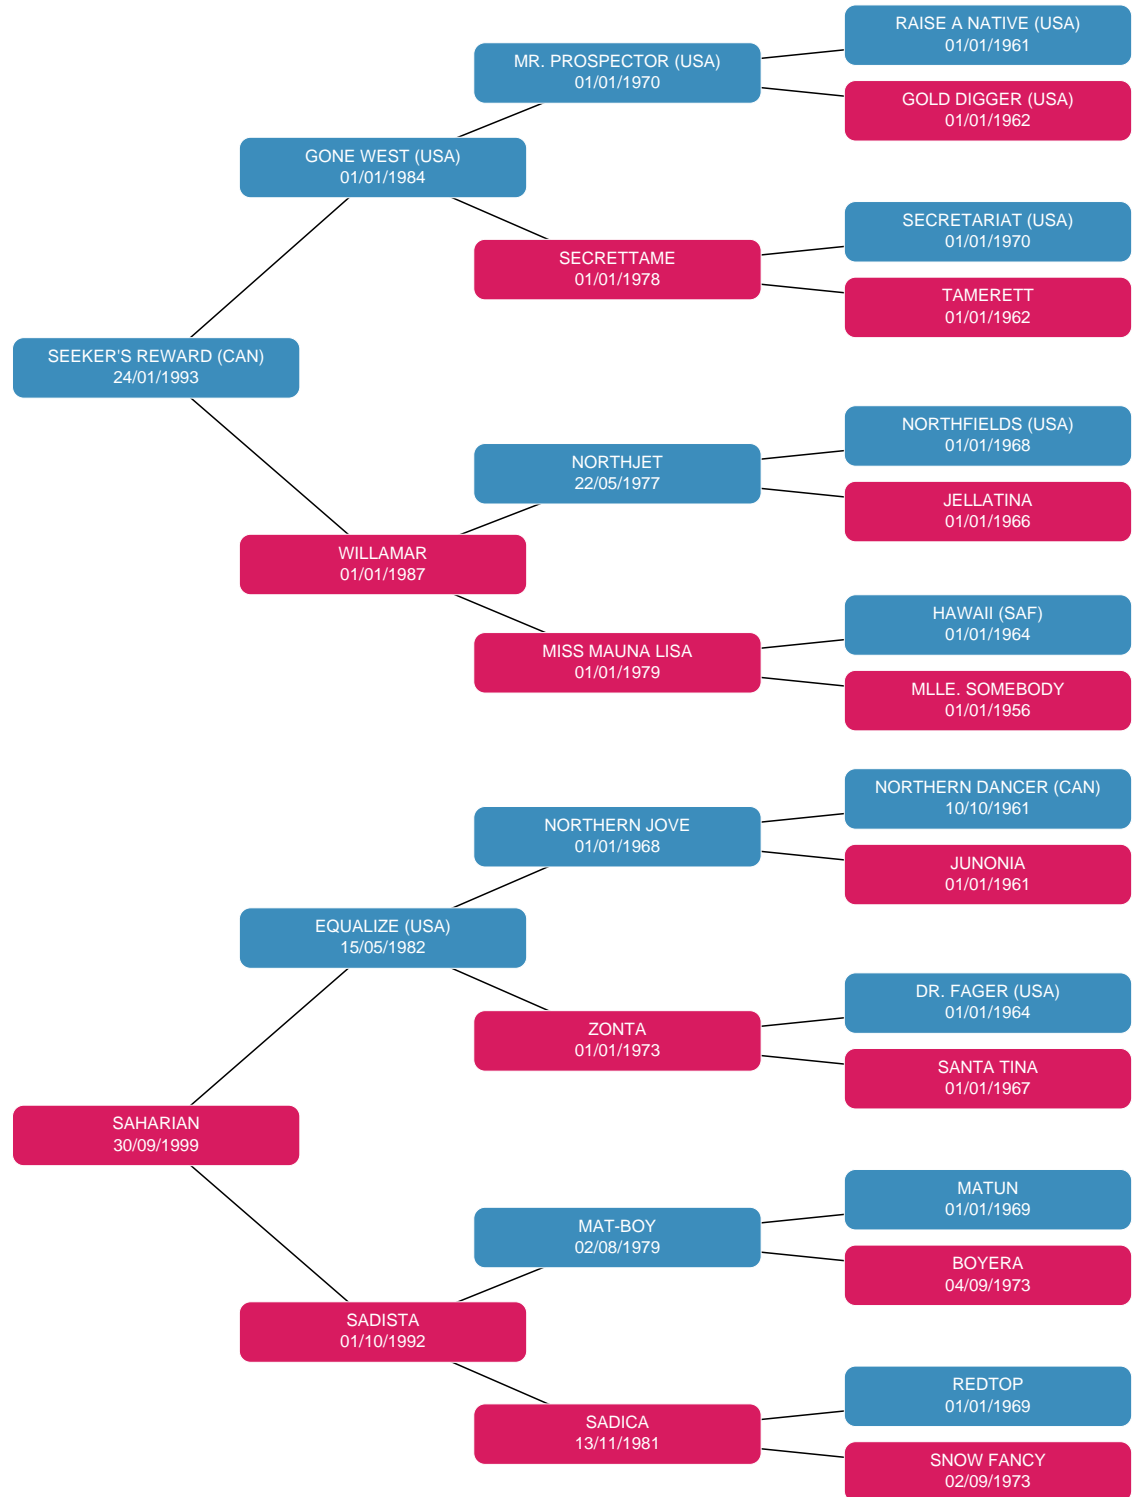 RAISE A NATIVE (USA)
01/01/1961
MR. PROSPECTOR (USA)
01/01/1970
GOLD DIGGER (USA)
01/01/1962
GONE WEST (USA)
01/01/1984
SECRETARIAT (USA)
01/01/1970
SECRETTAME
01/01/1978
TAMERETT
01/01/1962
SEEKER'S REWARD (CAN)
24/01/1993
NORTHFIELDS (USA)
01/01/1968
NORTHJET
22/05/1977
JELLATINA
01/01/1966
WILLAMAR
01/01/1987
HAWAII (SAF)
01/01/1964
MISS MAUNA LISA
01/01/1979
MLLE. SOMEBODY
01/01/1956
NORTHERN DANCER (CAN)
10/10/1961
NORTHERN JOVE
01/01/1968
JUNONIA
01/01/1961
EQUALIZE (USA)
15/05/1982
DR. FAGER (USA)
01/01/1964
ZONTA
01/01/1973
SANTA TINA
01/01/1967
SAHARIAN
30/09/1999
MATUN
01/01/1969
MAT-BOY
02/08/1979
BOYERA
04/09/1973
SADISTA
01/10/1992
REDTOP
01/01/1969
SADICA
13/11/1981
SNOW FANCY
02/09/1973